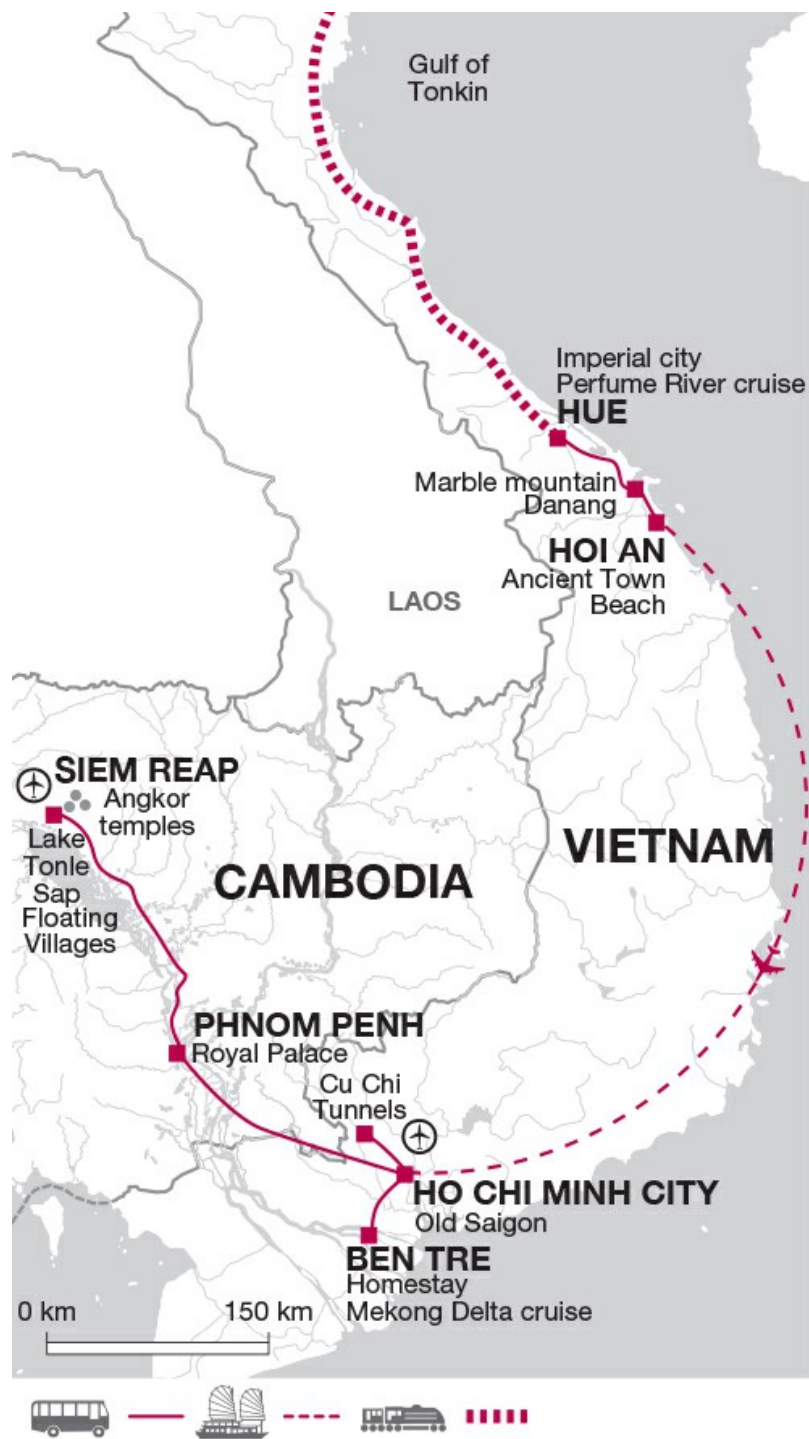 Gulf of
Tonkin
Imperial city
Perfume River cruise
HUE
Marble mountain
Danang
HOI AN
Ancient Town
Beach
LAOS
SIEM REAP
Angkor
temples
Lake
Tonle
Sap
Floating
Villages
CAMBODIA
VIETNAM
PHNOM PENH
Royal Palace
Cu Chi
Tunnels
HO CHI MINH CITY
Old Saigon
BEN TRE
Homestay
Mekong Delta cruise
0 km 150 km